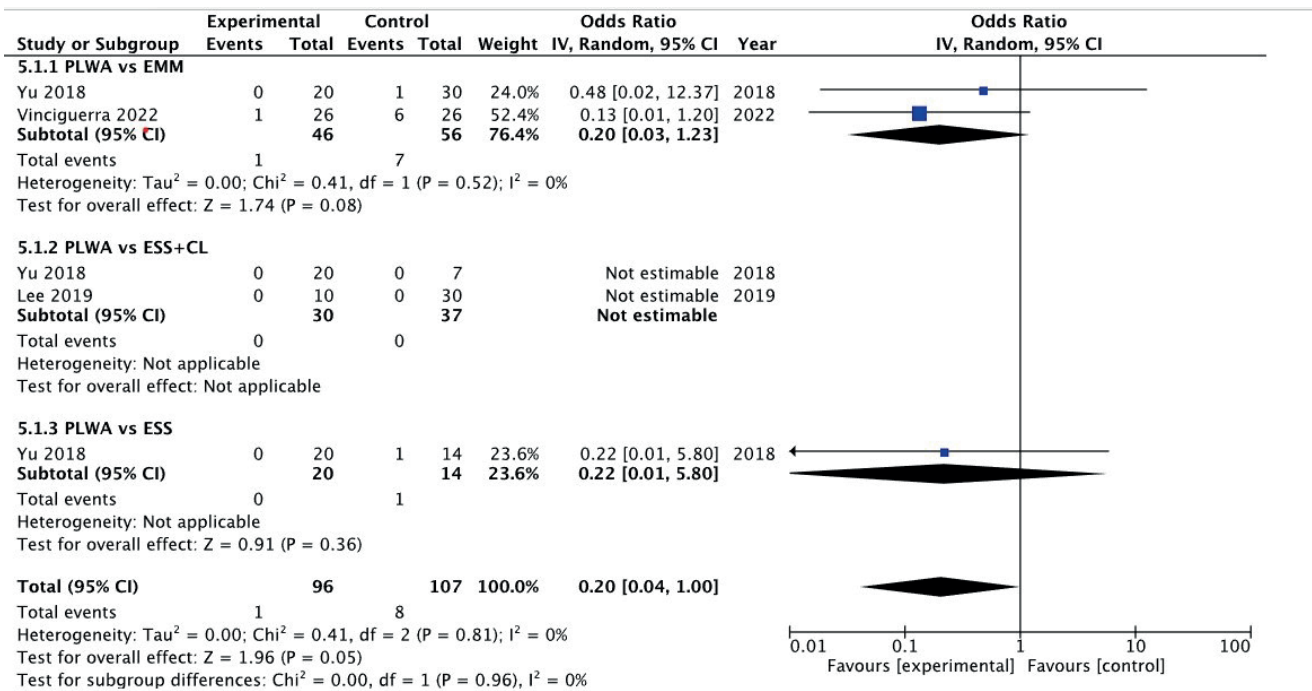 Experimental Control Odds Ratio Odds Ratio
Study or Subgroup Events Total Events Total Weight IV, Random, 95% CI Year IV, Random, 95% CI
5.1.1 PLWA vs EMM
Yu 2018 0 20 1 30 24.0% 0.48 [0.02, 12.37] 2018
Vinciguerra 2022 1 26 6 26 52.4% 0.13 [0.01, 1.20] 2022
Subtotal (95% CI) 46 56 76.4% 0.20 [0.03, 1.23]
Total events 1 7
Heterogeneity: Tau² = 0.00; Chi² = 0.41, df = 1 (P = 0.52); I² = 0%
Test for overall effect: Z = 1.74 (P = 0.08)
5.1.2 PLWA vs ESS+CL
Yu 2018 0 20 0 7 Not estimable 2018
Lee 2019 0 10 0 30 Not estimable 2019
Subtotal (95% CI) 30 37 Not estimable
Total events 0 0
Heterogeneity: Not applicable
Test for overall effect: Not applicable
5.1.3 PLWA vs ESS
Yu 2018 0 20 1 14 23.6% 0.22 [0.01, 5.80] 2018
Subtotal (95% CI) 20 14 23.6% 0.22 [0.01, 5.80]
Total events 0 1
Heterogeneity: Not applicable
Test for overall effect: Z = 0.91 (P = 0.36)
Total (95% CI) 96 107 100.0% 0.20 [0.04, 1.00]
Total events 1 8
Heterogeneity: Tau² = 0.00; Chi² = 0.41, df = 2 (P = 0.81); I² = 0%
Test for overall effect: Z = 1.96 (P = 0.05)
Test for subgroup differences: Chi² = 0.00, df = 1 (P = 0.96), I² = 0%
0.01 0.1 1 10 100
Favours [experimental] Favours [control]